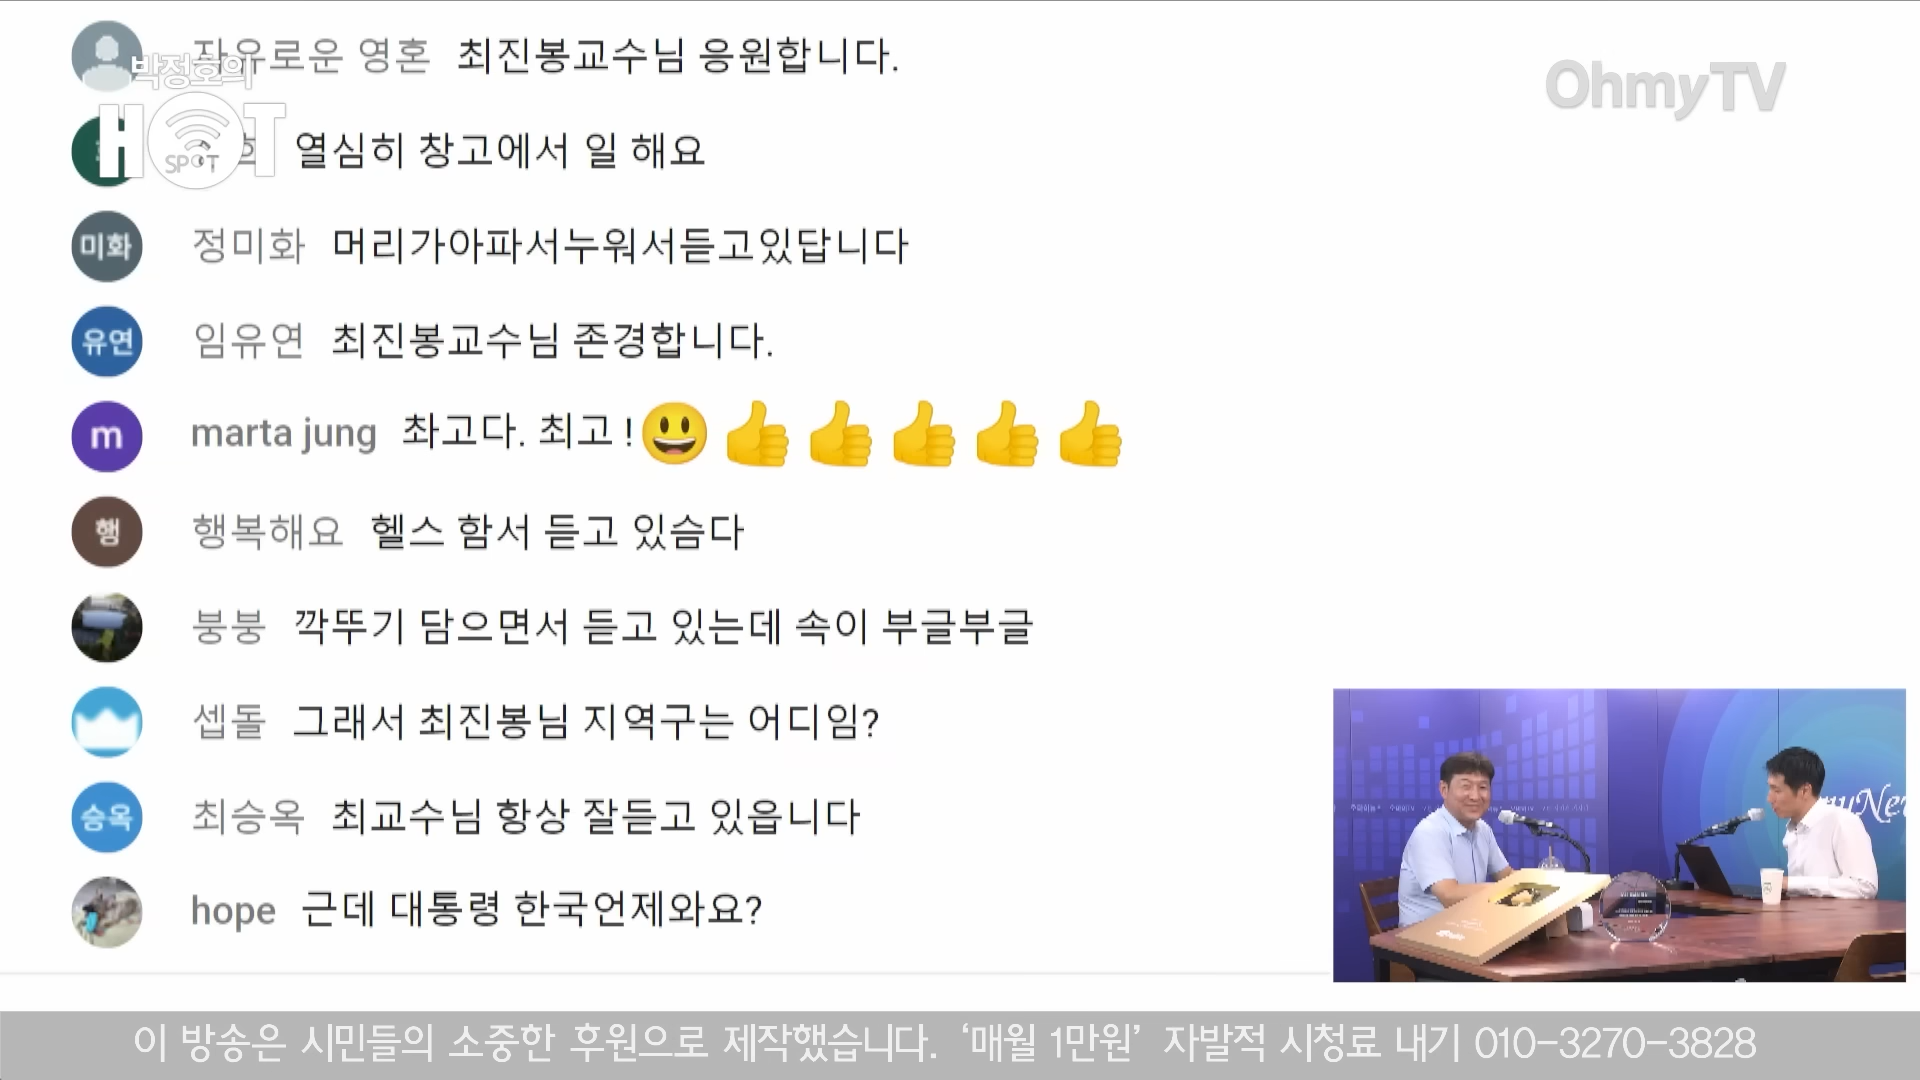 자유로운 영혼 최진봉교수님 응원합니다.
박정호의
HOT
SPOT
OhmyTV
열심히 창고에서 일 해요
미화 정미화 머리가아파서누워서듣고있답니다
유연 임유연 최진봉교수님 존경합니다.
m marta jung 촤고다. 최고!😃👍👍👍👍👍
햄 행복해요 헬스 함서 듣고 있슴다
붕붕 깍뚜기 담으면서 듣고 있는데 속이 부글부글
셉돌 그래서 최진봉님 지역구는 어디임?
승옥 최승옥 최교수님 항상 잘듣고 있읍니다
hope 근데 대통령 한국언제와요?
이 방송은 시민들의 소중한 후원으로 제작했습니다. ‘매월 1만원’ 자발적 시청료 내기 010-3270-3828